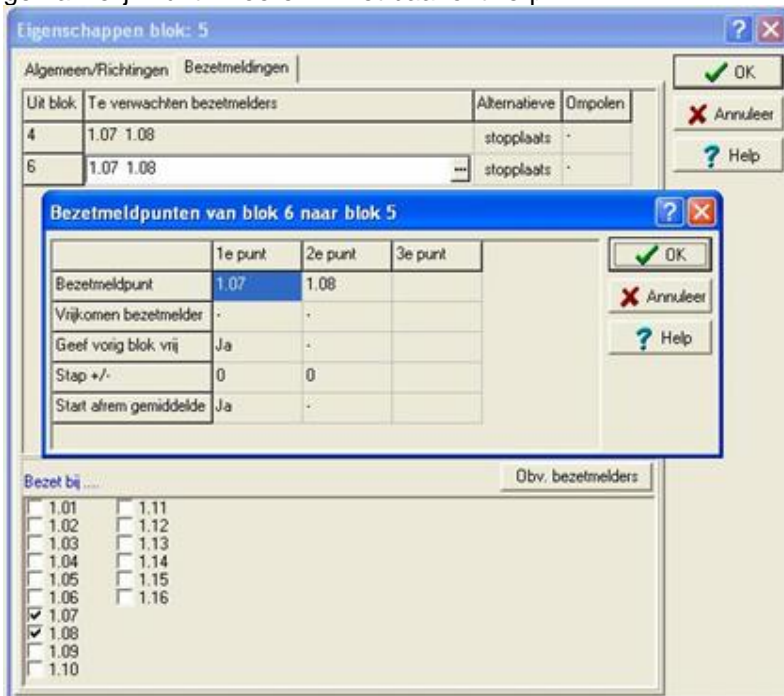 Eigenschappen blok: 5
Algemeen/Richtingen Bezetmeldingen
OK
Annuleer
Help
Uit blok Te verwachten bezetmelders Alternatieve Ompolen
4 1.07 1.08 stopplaats -
6 1.07 1.08 ... stopplaats -
Bezetmeldpunten van blok 6 naar blok 5
1e punt 2e punt 3e punt
Bezetmeldpunt 1.07 1.08
Vrijkomen bezetmelder - -
Geef vorig blok vrij Ja -
Stap +/- 0 0
Start afrem gemiddelde Ja -
OK
Annuleer
Help
Bezet bij ....
Obv. bezetmelders
1.01 1.11
1.02 1.12
1.03 1.13
1.04 1.14
1.05 1.15
1.06 1.16
1.07
1.08
1.09
1.10